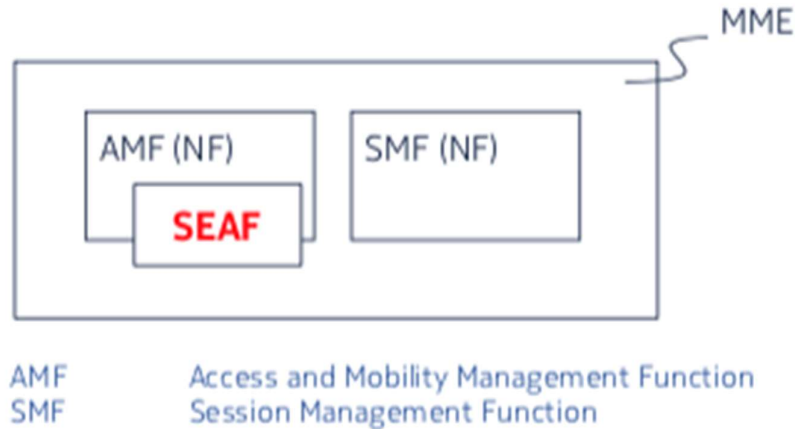 MME
AMF (NF)
SMF (NF)
SEAF
AMF Access and Mobility Management Function
SMF Session Management Function